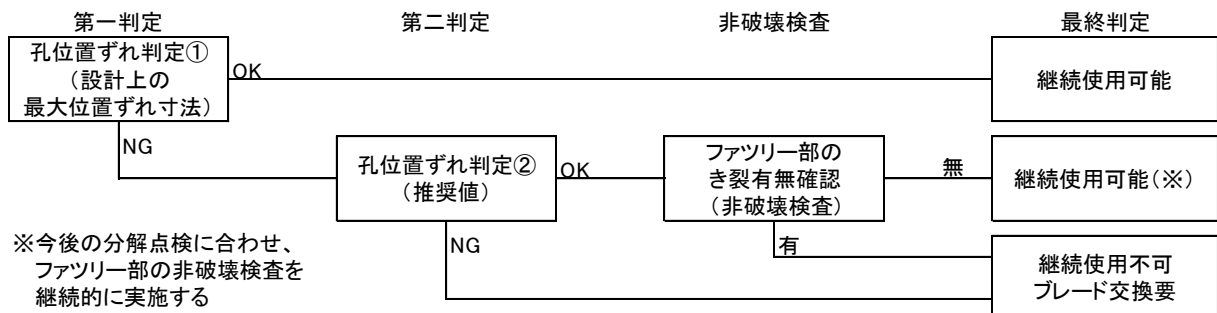 第一判定
第二判定
非破壊検査
最終判定
孔位置ずれ判定①
（設計上の
最大位置ずれ寸法）
OK
継続使用可能
NG
孔位置ずれ判定②
（推奨値）
OK
ファツリー部の
き裂有無確認
（非破壊検査）
無
継続使用可能（※）
NG
有
継続使用不可
ブレード交換要
※今後の分解点検に合わせ、
ファツリー部の非破壊検査を
継続的に実施する